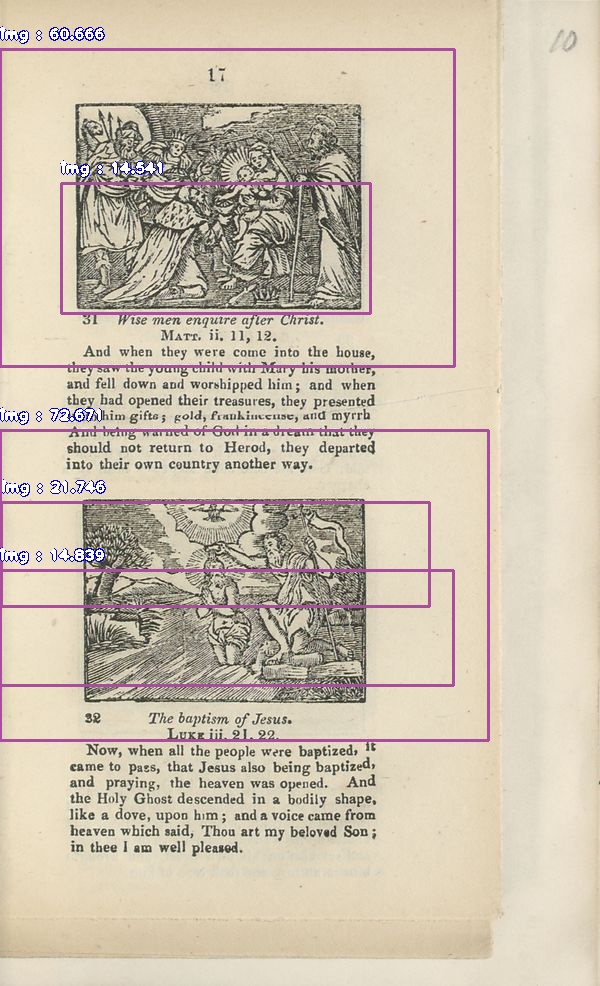 img : 60.666
10
17
img : 14.541
31 Wise men enquire after Christ.
MATT. ii. 11, 12.
And when they were come into the house,
they saw the young child with Mary his mother,
and fell down and worshipped him; and when
they had opened their treasures, they presented
him gifts; gold, frankincense, and myrrh
img : 72.671
And being warned of God in a dream that they
should not return to Herod, they departed
into their own country another way.
img : 21.746
img : 14.839
32 The baptism of Jesus.
LUKE iii. 21. 22.
Now, when all the people were baptized, it
came to pass, that Jesus also being baptized,
and praying, the heaven was opened. And
the Holy Ghost descended in a bodily shape,
like a dove, upon him; and a voice came from
heaven which said, Thou art my beloved Son;
in thee I am well pleased.